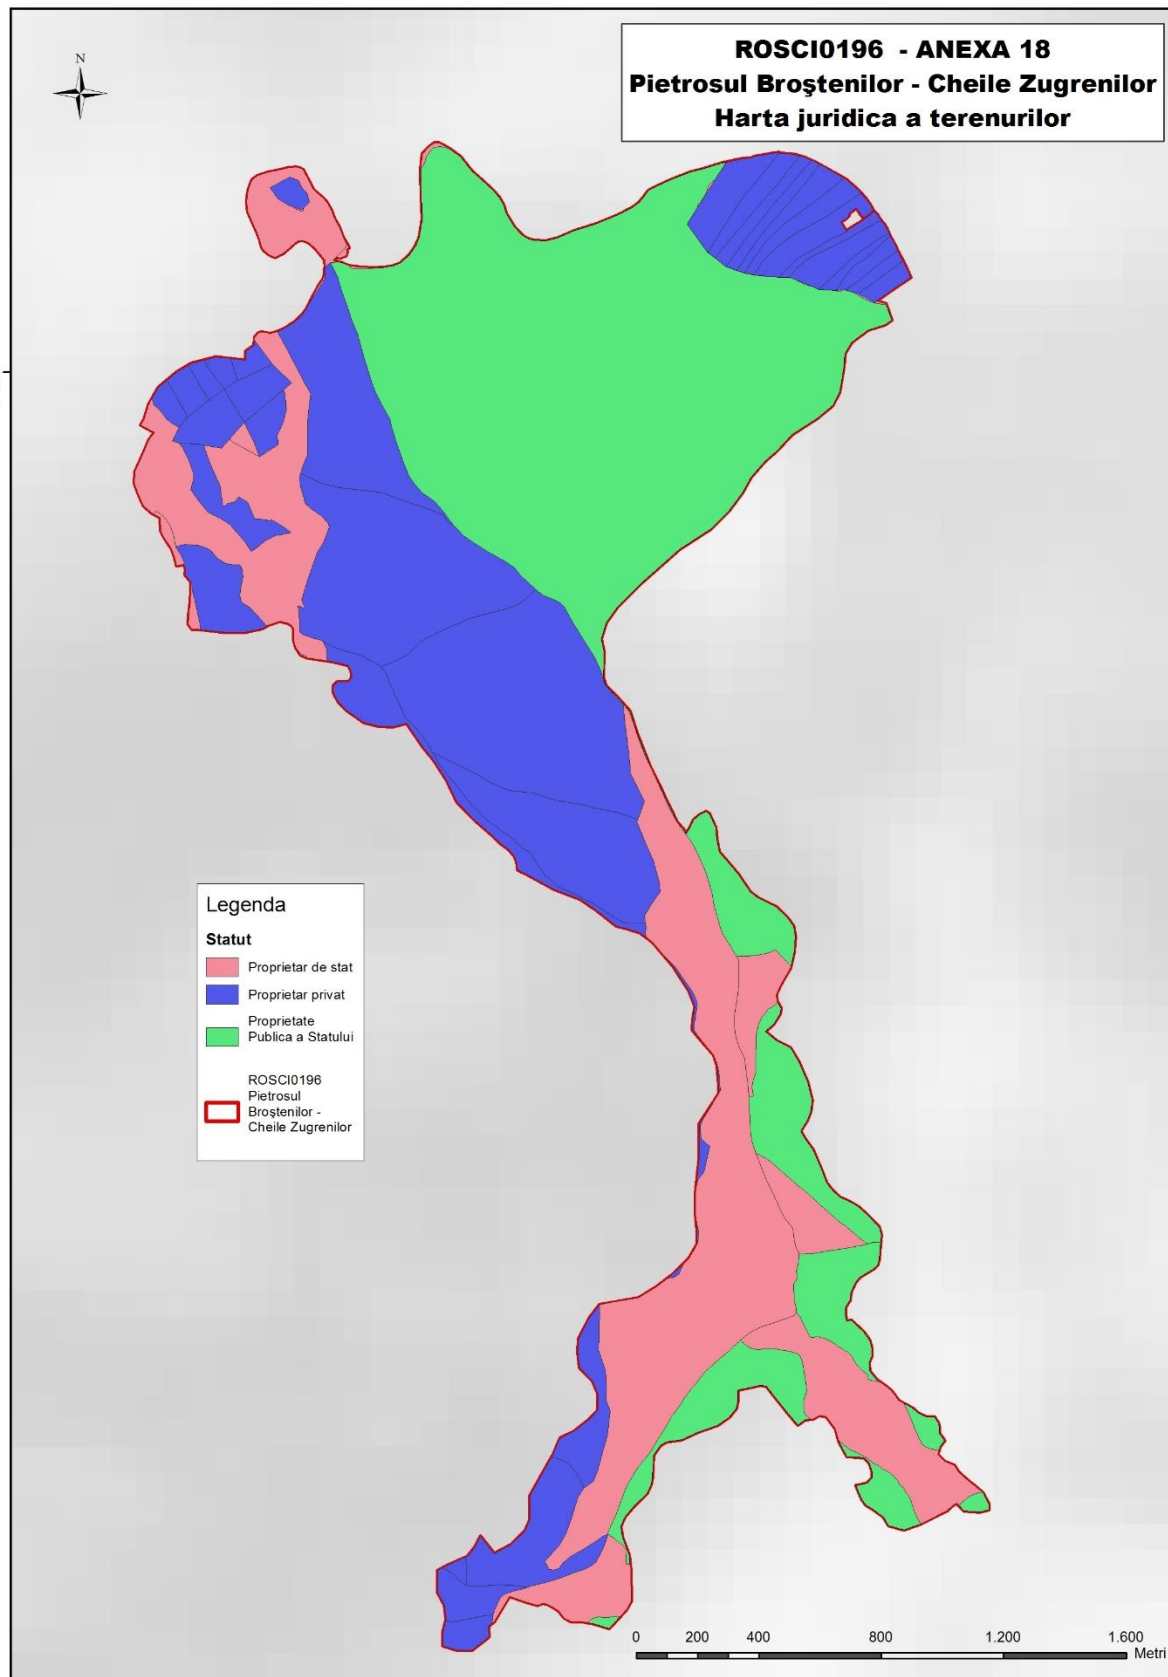 ROSCI0196 - ANEXA 18
Pietrosul Broştenilor - Cheile Zugrenilor
Harta juridica a terenurilor
N
Legenda
Statut
Proprietar de stat
Proprietar privat
Proprietate
Publica a Statului
ROSCI0196
Pietrosul
Broştenilor -
Cheile Zugrenilor
0 200 400 800 1.200 1.600
Metri